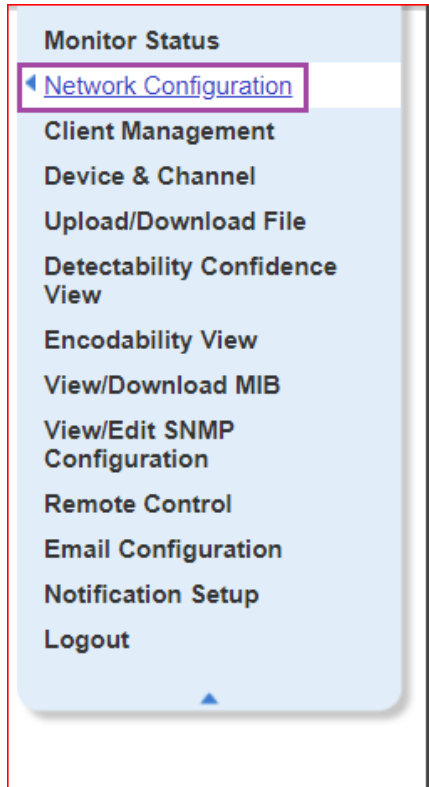 Monitor Status
Network Configuration
Client Management
Device & Channel
Upload/Download File
Detectability Confidence
View
Encodability View
View/Download MIB
View/Edit SNMP
Configuration
Remote Control
Email Configuration
Notification Setup
Logout